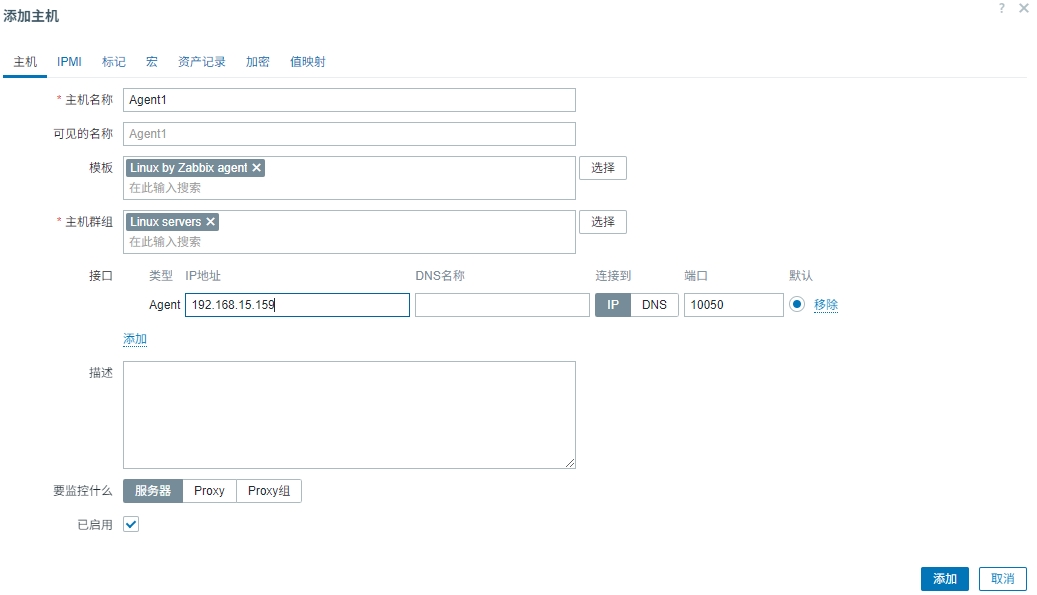 添加主机
? ×
主机 IPMI 标记 宏 资产记录 加密 值映射
* 主机名称 Agent1
可见的名称 Agent1
模板 Linux by Zabbix agent × 选择
在此输入搜索
* 主机群组 Linux servers × 选择
在此输入搜索
接口 类型 IP地址 DNS名称 连接到 端口 默认
Agent 192.168.15.159 IP DNS 10050 移除
添加
描述
要监控什么 服务器 Proxy Proxy组
已启用
添加 取消